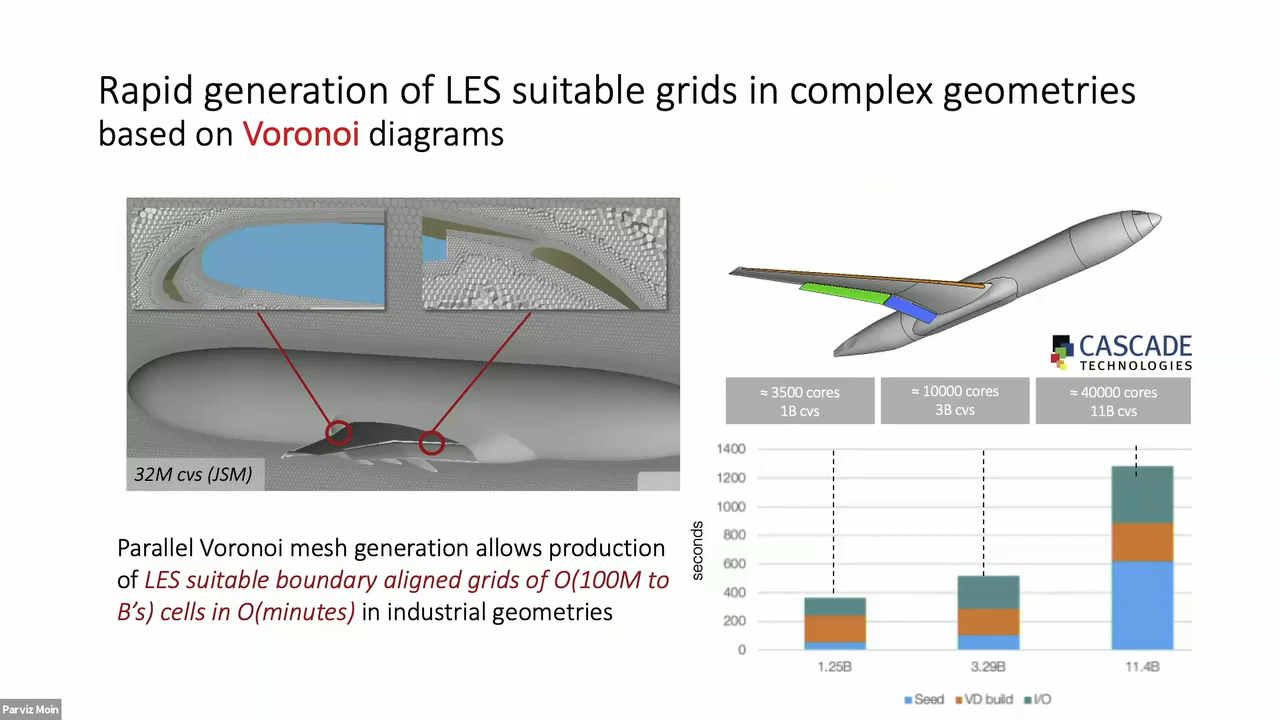 Rapid generation of LES suitable grids in complex geometries
based on Voronoi diagrams
32M cvs (JSM)
Parallel Voronoi mesh generation allows production
of LES suitable boundary aligned grids of O(100M to
B's) cells in O(minutes) in industrial geometries
CASCADE
TECHNOLOGIES
≈ 3500 cores
1B cvs
≈ 10000 cores
3B cvs
≈ 40000 cores
11B cvs
seconds
1400
1200
1000
800
600
400
200
0
1.25B
3.29B
11.4B
Seed
VD build
I/O
Parviz Moin